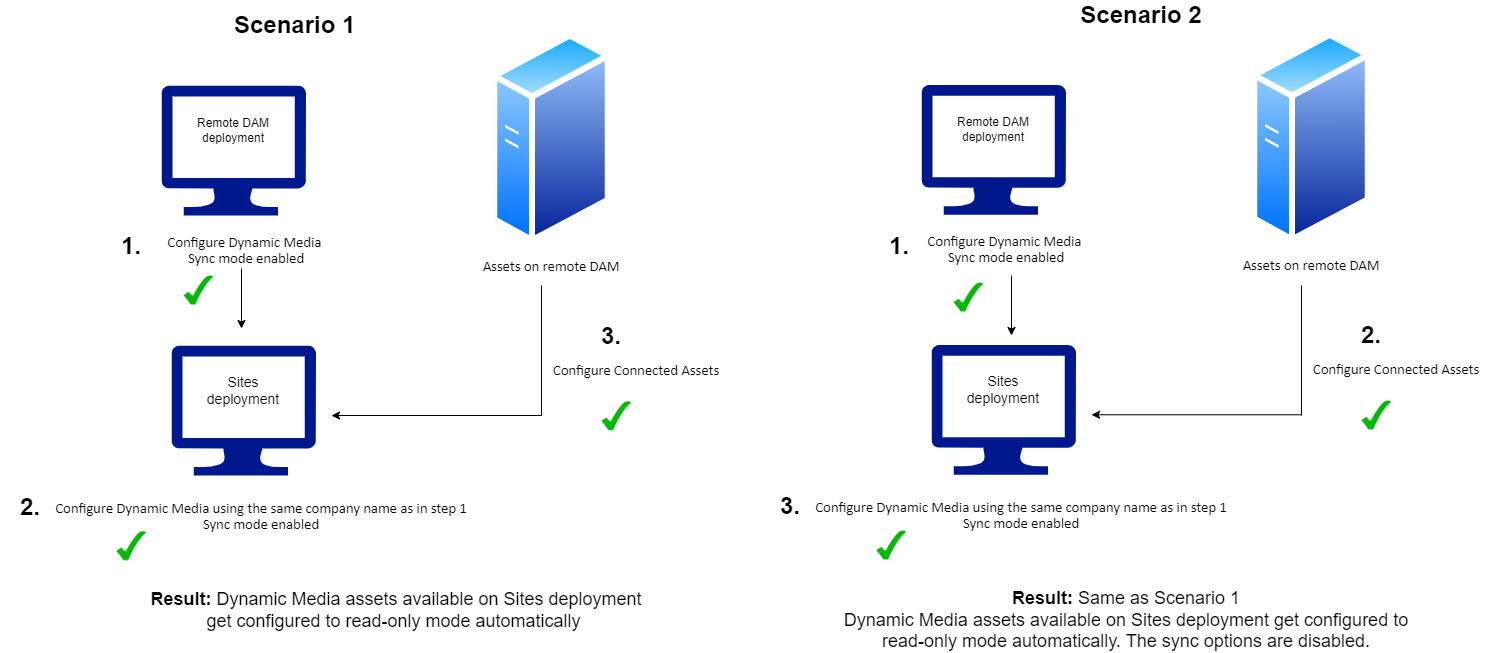 Scenario 1
Remote DAM
deployment
1.
Configure Dynamic Media
Sync mode enabled
Assets on remote DAM
3.
Configure Connected Assets
Sites
deployment
2.
Configure Dynamic Media using the same company name as in step 1
Sync mode enabled
Result: Dynamic Media assets available on Sites deployment
get configured to read-only mode automatically
Scenario 2
Remote DAM
deployment
1.
Configure Dynamic Media
Sync mode enabled
Assets on remote DAM
2.
Configure Connected Assets
Sites
deployment
3.
Configure Dynamic Media using the same company name as in step 1
Sync mode enabled
Result: Same as Scenario 1
Dynamic Media assets available on Sites deployment get configured to
read-only mode automatically. The sync options are disabled.